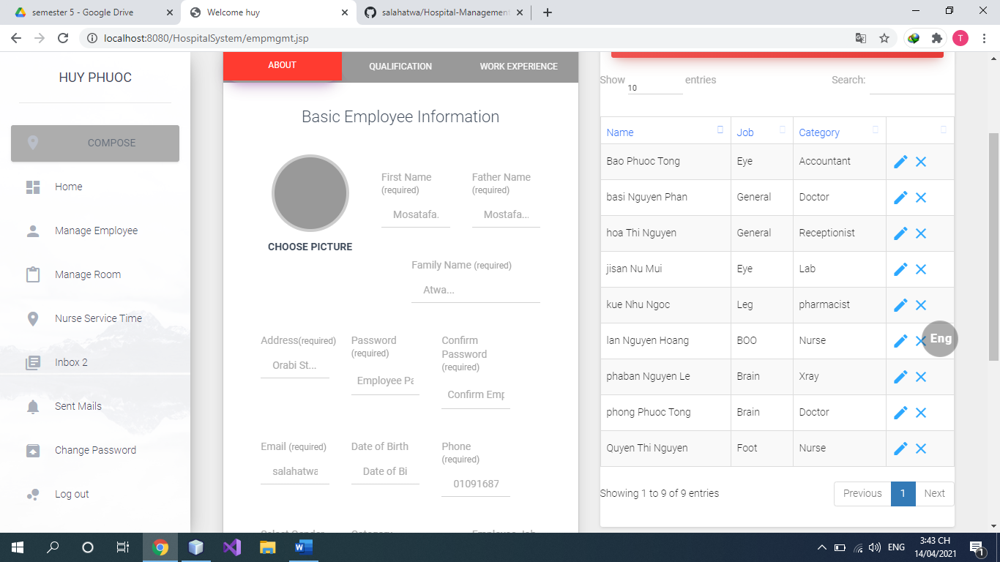 semester 5 - Google Drive
Welcome huy
salahatwa/Hospital-Management
localhost:8080/HospitalSystem/empmgmt.jsp
T
HUY PHUOC
COMPOSE
Home
Manage Employee
Manage Room
Nurse Service Time
Inbox 2
Sent Mails
Change Password
Log out
ABOUT QUALIFICATION WORK EXPERIENCE
Basic Employee Information
CHOOSE PICTURE
First Name (required)
Mosatafa.
Father Name (required)
Mostafa...
Family Name (required)
Atwa...
Address(required)
Orabi St...
Password (required)
Employee Pa
Confirm Password (required)
Confirm Emp
Email (required)
salahatwa
Date of Birth
Date of Bi
Phone (required)
01091687
Select Gender Category Employee Job
Show 10 entries Search:
Name Job Category
Bao Phuoc Tong Eye Accountant
basi Nguyen Phan General Doctor
hoa Thi Nguyen General Receptionist
jisan Nu Mui Eye Lab
kue Nhu Ngoc Leg pharmacist
lan Nguyen Hoang BOO Nurse
phaban Nguyen Le Brain Xray
phong Phuoc Tong Brain Doctor
Quyen Thi Nguyen Foot Nurse
Eng
Showing 1 to 9 of 9 entries Previous 1 Next
ENG
3:43 CH
14/04/2021
1